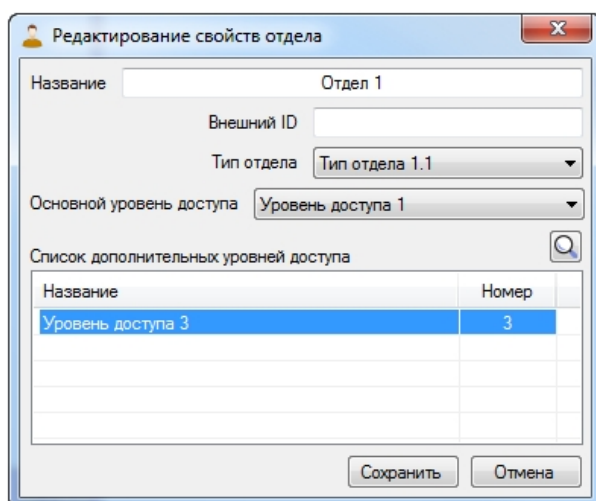 Редактирование свойств отдела
Название Отдел 1
Внешний ID
Тип отдела Тип отдела 1.1
Основной уровень доступа Уровень доступа 1
Список дополнительных уровней доступа
Название Номер
Уровень доступа 3 3
Сохранить Отмена